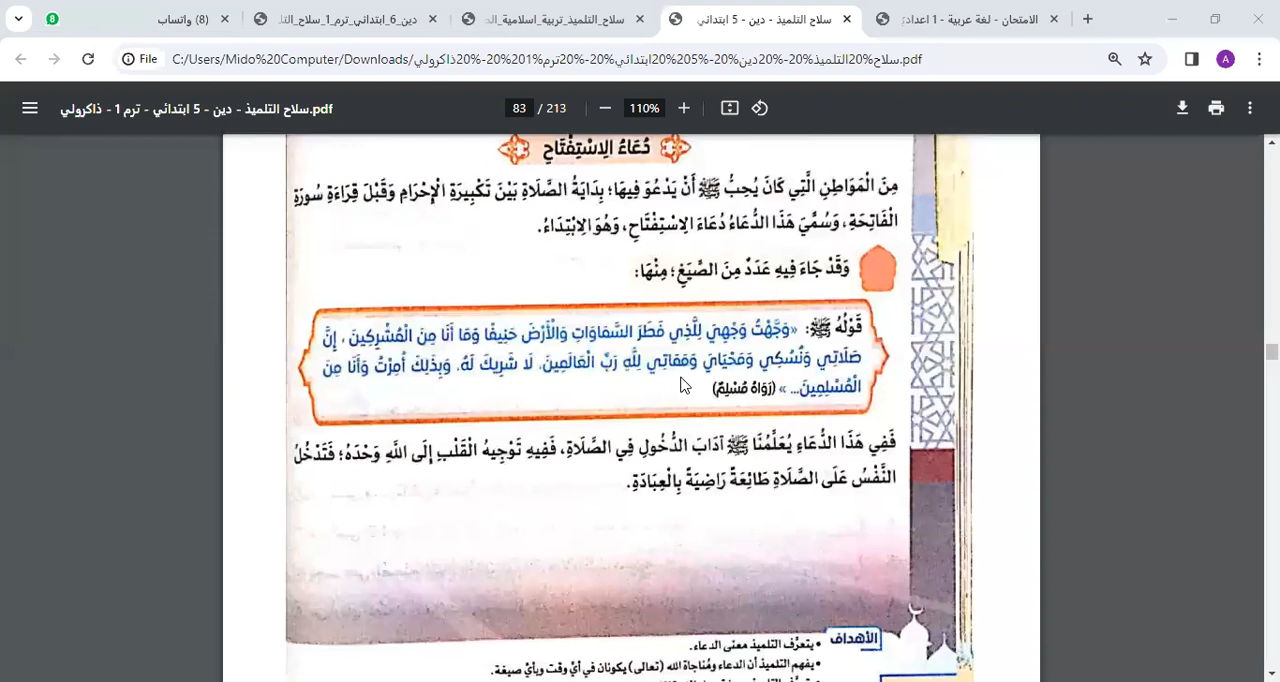 (8) واتساب
دين_6_ابتدائي_ترم_1_سلاح_التل
سلاح_التلميذ_تربية_اسلامية_الص
سلاح التلميذ - دين - 5 ابتدائي
الامتحان - لغة عربية - 1 اعدادي
File C:/Users/Mido%20Computer/Downloads/سلاح%20التلميذ%20-%20دين%20-%205%20ابتدائي%20-%20ترم%201%20-%20ذاكرولي.pdf
سلاح التلميذ - دين - 5 ابتدائي - ترم 1 - ذاكرولي.pdf
83 / 213
110%
A
دُعَاءُ الِاسْتِفْتَاحِ
مِنَ الْمَوَاطِنِ الَّتِي كَانَ يُحِبُّ ﷺ أَنْ يَدْعُوَ فِيهَا؛ بِدَايَةُ الصَّلَاةِ بَيْنَ تَكْبِيرَةِ الْإِحْرَامِ وَقَبْلَ قِرَاءَةِ سُورَةِ
الْفَاتِحَةِ، وَسُمِّيَ هَذَا الدُّعَاءُ دُعَاءَ الِاسْتِفْتَاحِ، وَهُوَ الِابْتِدَاءُ.
وَقَدْ جَاءَ فِيهِ عَدَدٌ مِنَ الصِّيَغِ؛ مِنْهَا:
قَوْلُهُ ﷺ: «وَجَّهْتُ وَجْهِيَ لِلَّذِي فَطَرَ السَّمَاوَاتِ وَالْأَرْضَ حَنِيفًا وَمَا أَنَا مِنَ الْمُشْرِكِينَ، إِنَّ
صَلَاتِي وَنُسُكِي وَمَحْيَايَ وَمَمَاتِي لِلَّهِ رَبِّ الْعَالَمِينَ، لَا شَرِيكَ لَهُ، وَبِذَلِكَ أُمِرْتُ وَأَنَا مِنَ
الْمُسْلِمِينَ... » (رَوَاهُ مُسْلِمٌ)
فَفِي هَذَا الدُّعَاءِ يُعَلِّمُنَا ﷺ آدَابَ الدُّخُولِ فِي الصَّلَاةِ، فَفِيهِ تَوْجِيهُ الْقَلْبِ إِلَى اللَّهِ وَحْدَهُ؛ فَتَدْخُلُ
النَّفْسُ عَلَى الصَّلَاةِ طَائِعَةً رَاضِيَةً بِالْعِبَادَةِ.
الأهداف
• يتعرَّف التلميذ معنى الدعاء.
• يفهم التلميذ أن الدعاء ومُناجاة الله (تعالى) يكونان في أيِّ وقت وبأيِّ صيغة.